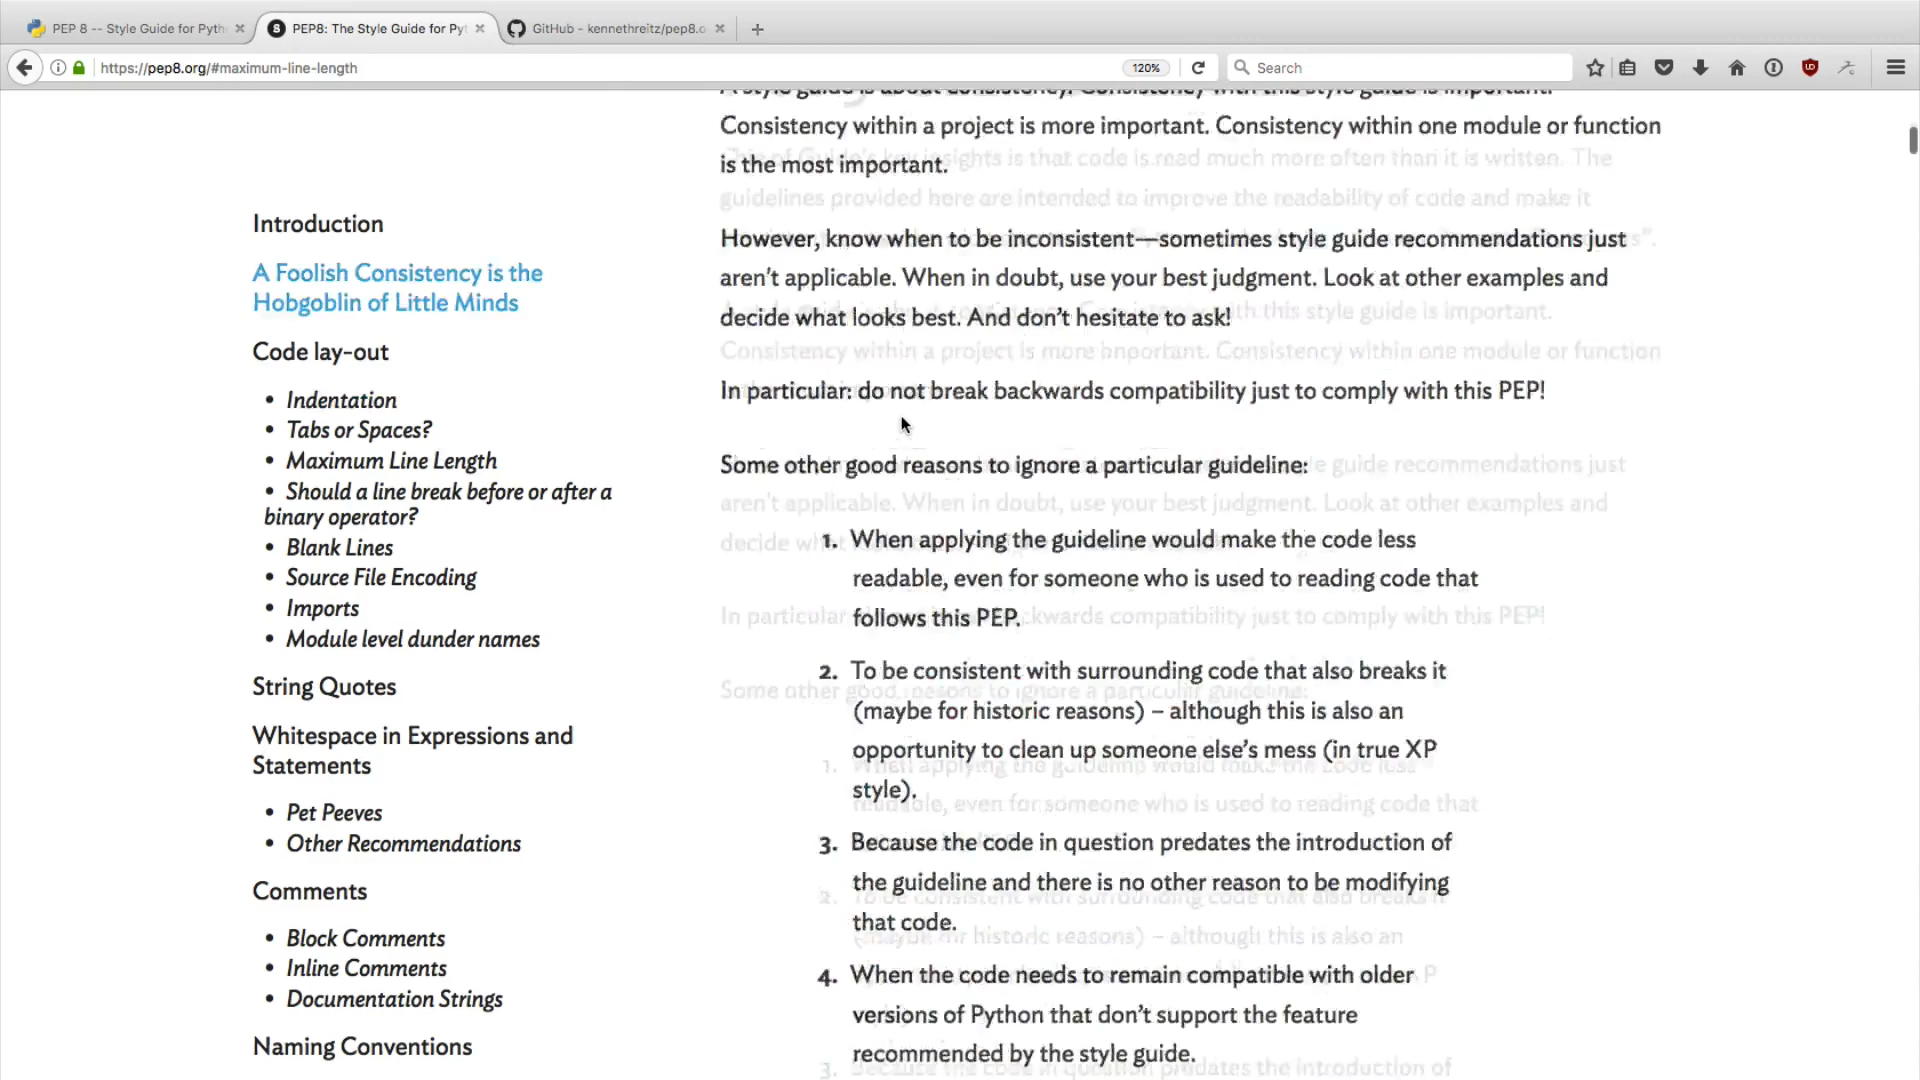 PEP 8 -- Style Guide for Pyth
PEP8: The Style Guide for Pyt
GitHub - kennethreitz/pep8.o
https://pep8.org/#maximum-line-length
120%
Search
Introduction
A Foolish Consistency is the
Hobgoblin of Little Minds
Code lay-out
• Indentation
• Tabs or Spaces?
• Maximum Line Length
• Should a line break before or after a
binary operator?
• Blank Lines
• Source File Encoding
• Imports
• Module level dunder names
String Quotes
Whitespace in Expressions and
Statements
• Pet Peeves
• Other Recommendations
Comments
• Block Comments
• Inline Comments
• Documentation Strings
Naming Conventions
A style guide is about consistency. Consistency with this style guide is important.
Consistency within a project is more important. Consistency within one module or function
is the most important.
However, know when to be inconsistent—sometimes style guide recommendations just
aren't applicable. When in doubt, use your best judgment. Look at other examples and
decide what looks best. And don't hesitate to ask!
In particular: do not break backwards compatibility just to comply with this PEP!
Some other good reasons to ignore a particular guideline:
1. When applying the guideline would make the code less
readable, even for someone who is used to reading code that
follows this PEP.
2. To be consistent with surrounding code that also breaks it
(maybe for historic reasons) – although this is also an
opportunity to clean up someone else's mess (in true XP
style).
3. Because the code in question predates the introduction of
the guideline and there is no other reason to be modifying
that code.
4. When the code needs to remain compatible with older
versions of Python that don't support the feature
recommended by the style guide.